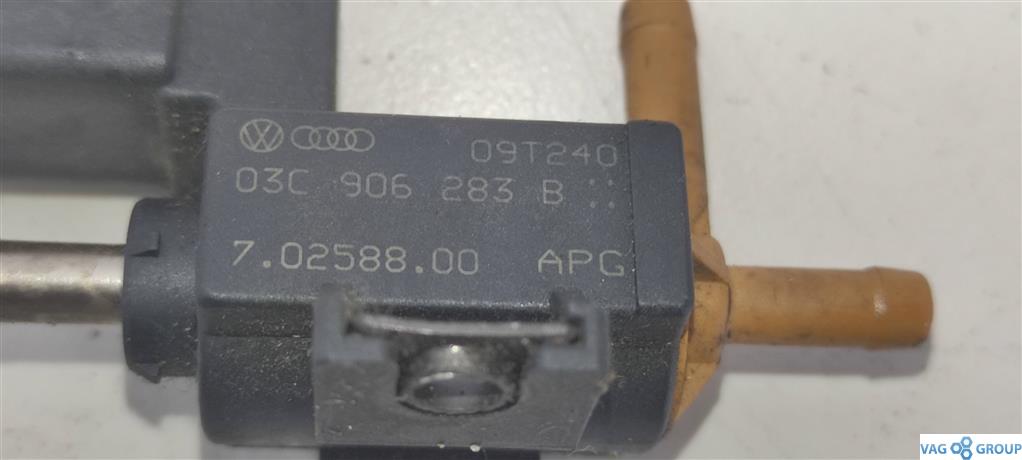 09T240
03C 906 283 B
7.02588.00 APG
VAG GROUP